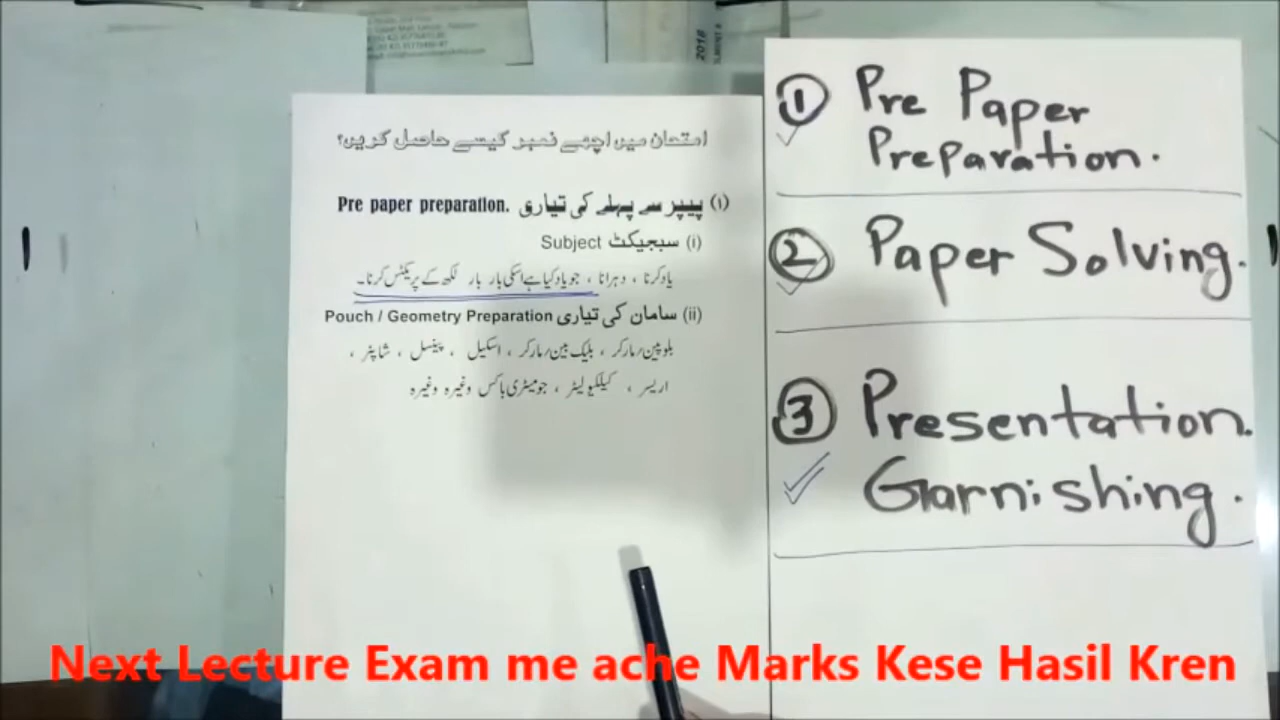 2018
امتحان میں اچھے نمبر کیسے حاصل کریں؟
(۱) پیپر سے پہلے کی تیاری .Pre paper preparation
(i) سبجیکٹ Subject
یاد کرنا ، دہرانا ، جو یاد کیا ہے اسکی بار بار لکھ کے پریکٹس کرنا۔
(ii) سامان کی تیاری Pouch / Geometry Preparation
بلو پین/مارکر ، بلیک پین/مارکر ، اسکیل ، پینسل ، شاپنر ،
اریسر ، کیلکیولیٹر ، جومیٹری باکس وغیرہ وغیرہ
1 Pre Paper
Preparation.
2 Paper Solving.
3 Presentation.
Garnishing.
Next Lecture Exam me ache Marks Kese Hasil Kren